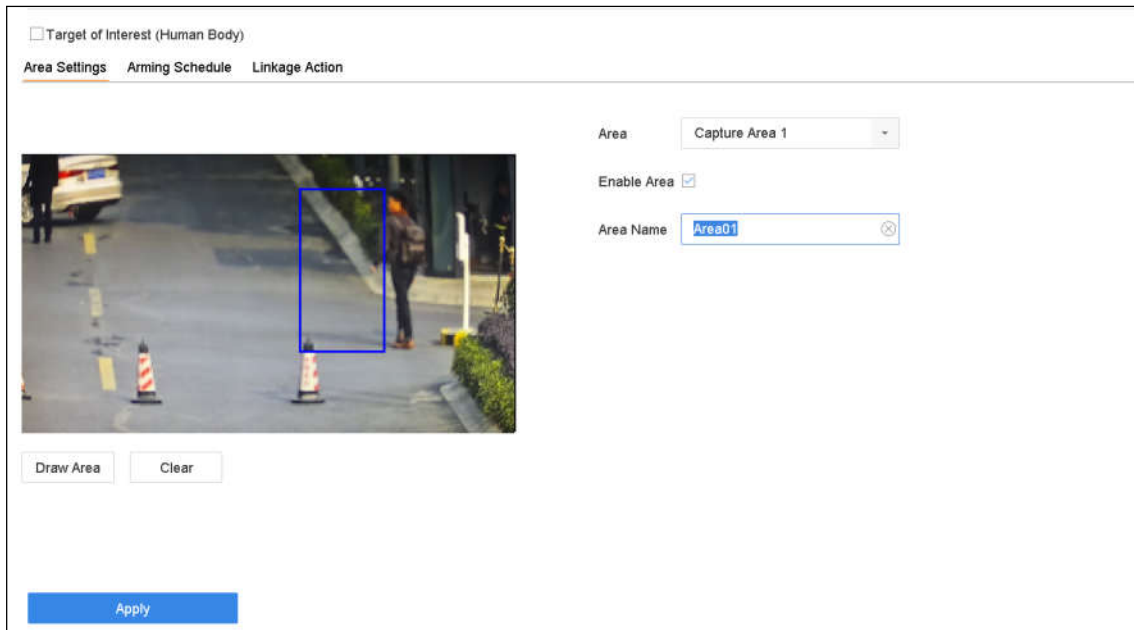 Target of Interest (Human Body)
Area Settings Arming Schedule Linkage Action
Area Capture Area 1
Enable Area
Area Name Area01
Draw Area Clear
Apply